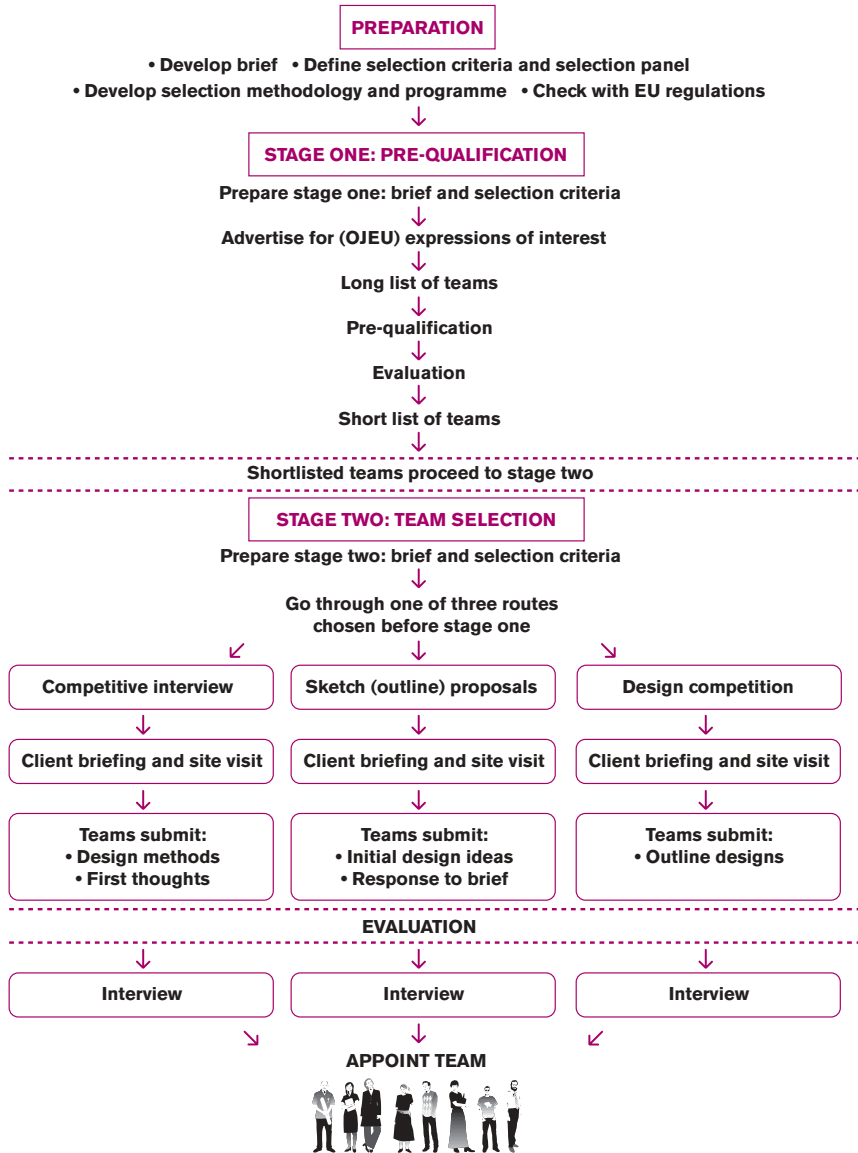 PREPARATION
• Develop brief • Define selection criteria and selection panel
• Develop selection methodology and programme • Check with EU regulations
STAGE ONE: PRE-QUALIFICATION
Prepare stage one: brief and selection criteria
Advertise for (OJEU) expressions of interest
Long list of teams
Pre-qualification
Evaluation
Short list of teams
Shortlisted teams proceed to stage two
STAGE TWO: TEAM SELECTION
Prepare stage two: brief and selection criteria
Go through one of three routes
chosen before stage one
Competitive interview
Sketch (outline) proposals
Design competition
Client briefing and site visit
Client briefing and site visit
Client briefing and site visit
Teams submit:
• Design methods
• First thoughts
Teams submit:
• Initial design ideas
• Response to brief
Teams submit:
• Outline designs
EVALUATION
Interview
Interview
Interview
APPOINT TEAM